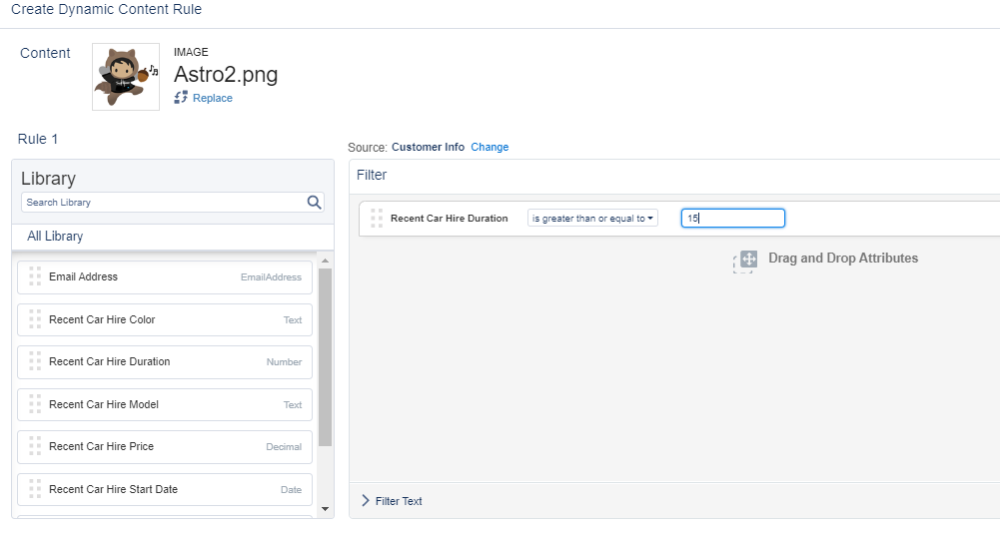 Create Dynamic Content Rule
Content
IMAGE
Astro2.png
Replace
Rule 1
Source: Customer Info Change
Library
Search Library
All Library
Email Address EmailAddress
Recent Car Hire Color Text
Recent Car Hire Duration Number
Recent Car Hire Model Text
Recent Car Hire Price Decimal
Recent Car Hire Start Date Date
Filter
Recent Car Hire Duration is greater than or equal to 15
Drag and Drop Attributes
Filter Text